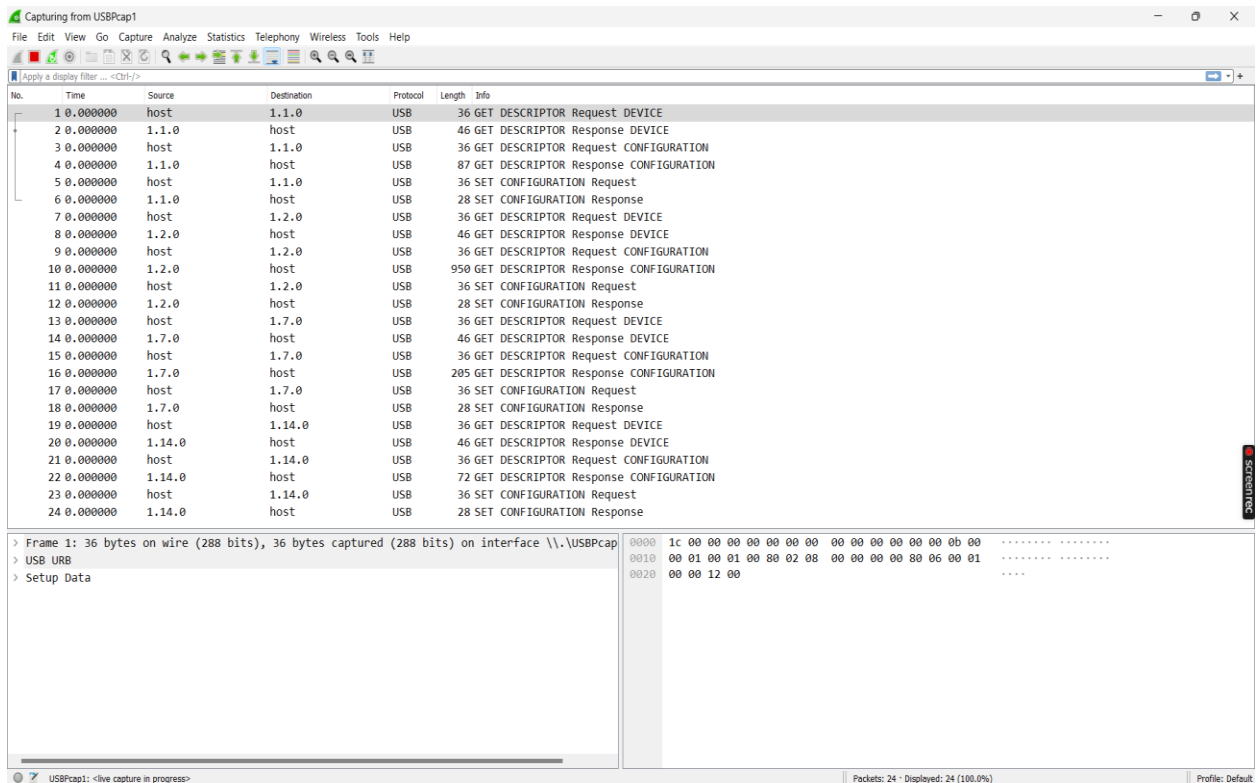 Capturing from USBPcap1
File Edit View Go Capture Analyze Statistics Telephony Wireless Tools Help
Apply a display filter ... <Ctrl-/>
No. Time Source Destination Protocol Length Info
1 0.000000 host 1.1.0 USB 36 GET DESCRIPTOR Request DEVICE
2 0.000000 1.1.0 host USB 46 GET DESCRIPTOR Response DEVICE
3 0.000000 host 1.1.0 USB 36 GET DESCRIPTOR Request CONFIGURATION
4 0.000000 1.1.0 host USB 87 GET DESCRIPTOR Response CONFIGURATION
5 0.000000 host 1.1.0 USB 36 SET CONFIGURATION Request
6 0.000000 1.1.0 host USB 28 SET CONFIGURATION Response
7 0.000000 host 1.2.0 USB 36 GET DESCRIPTOR Request DEVICE
8 0.000000 1.2.0 host USB 46 GET DESCRIPTOR Response DEVICE
9 0.000000 host 1.2.0 USB 36 GET DESCRIPTOR Request CONFIGURATION
10 0.000000 1.2.0 host USB 950 GET DESCRIPTOR Response CONFIGURATION
11 0.000000 host 1.2.0 USB 36 SET CONFIGURATION Request
12 0.000000 1.2.0 host USB 28 SET CONFIGURATION Response
13 0.000000 host 1.7.0 USB 36 GET DESCRIPTOR Request DEVICE
14 0.000000 1.7.0 host USB 46 GET DESCRIPTOR Response DEVICE
15 0.000000 host 1.7.0 USB 36 GET DESCRIPTOR Request CONFIGURATION
16 0.000000 1.7.0 host USB 205 GET DESCRIPTOR Response CONFIGURATION
17 0.000000 host 1.7.0 USB 36 SET CONFIGURATION Request
18 0.000000 1.7.0 host USB 28 SET CONFIGURATION Response
19 0.000000 host 1.14.0 USB 36 GET DESCRIPTOR Request DEVICE
20 0.000000 1.14.0 host USB 46 GET DESCRIPTOR Response DEVICE
21 0.000000 host 1.14.0 USB 36 GET DESCRIPTOR Request CONFIGURATION
22 0.000000 1.14.0 host USB 72 GET DESCRIPTOR Response CONFIGURATION
23 0.000000 host 1.14.0 USB 36 SET CONFIGURATION Request
24 0.000000 1.14.0 host USB 28 SET CONFIGURATION Response
screenrec
> Frame 1: 36 bytes on wire (288 bits), 36 bytes captured (288 bits) on interface \\.\USBPcap
> USB URB
> Setup Data
0000 1c 00 00 00 00 00 00 00 00 00 00 00 00 00 0b 00 ········ ········
0010 00 01 00 01 00 80 02 08 00 00 00 00 80 06 00 01 ········ ········
0020 00 00 12 00 ····
USBPcap1: <live capture in progress>
Packets: 24 · Displayed: 24 (100.0%)
Profile: Default